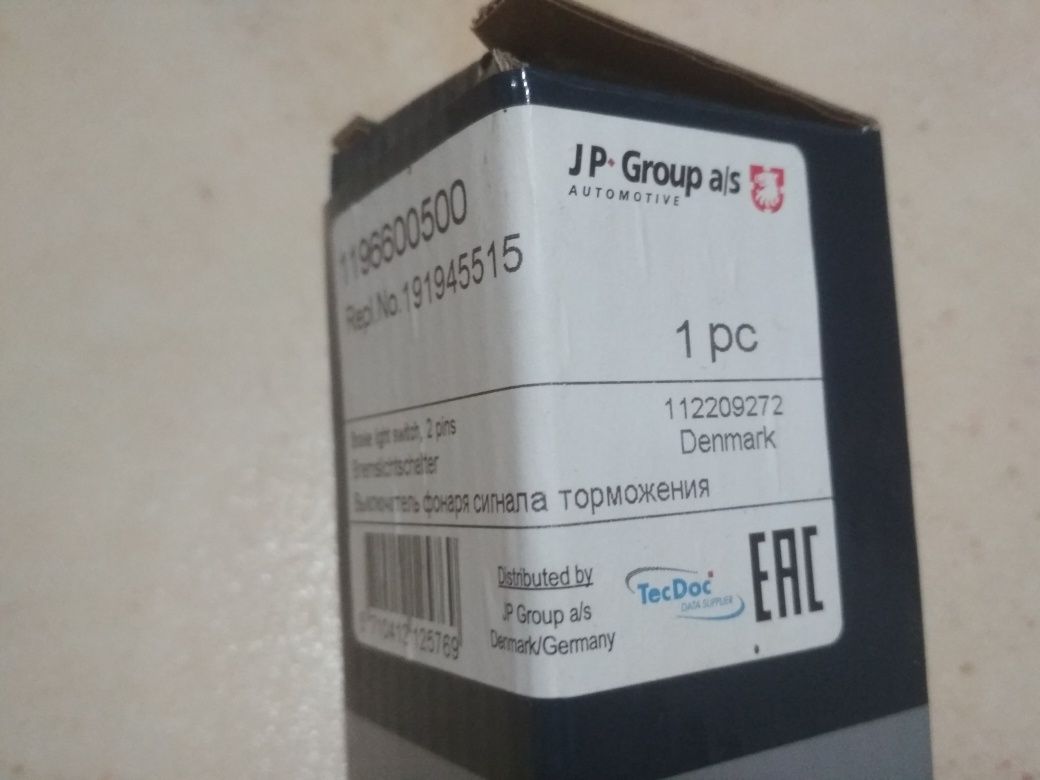 JP Group a/s
AUTOMOTIVE
1196600500
Repl.No.191945515
1 pc
Brake light switch, 2 pins
Bremslichtschalter
Выключатель фонаря сигнала торможения
112209272
Denmark
Distributed by
JP Group a/s
Denmark/Germany
TecDoc
DATA SUPPLIER
EAC
5710412125769